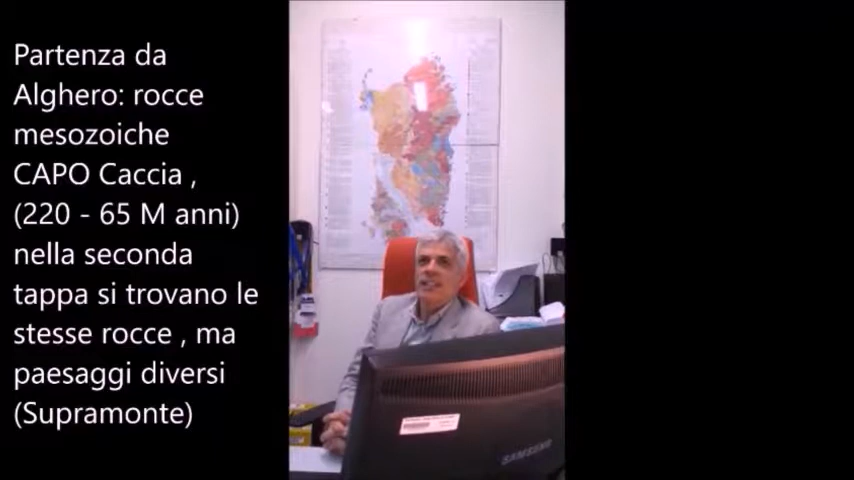 Partenza da
Alghero: rocce
mesozoiche
CAPO Caccia ,
(220 - 65 M anni)
nella seconda
tappa si trovano le
stesse rocce , ma
paesaggi diversi
(Supramonte)
SAMSUNG